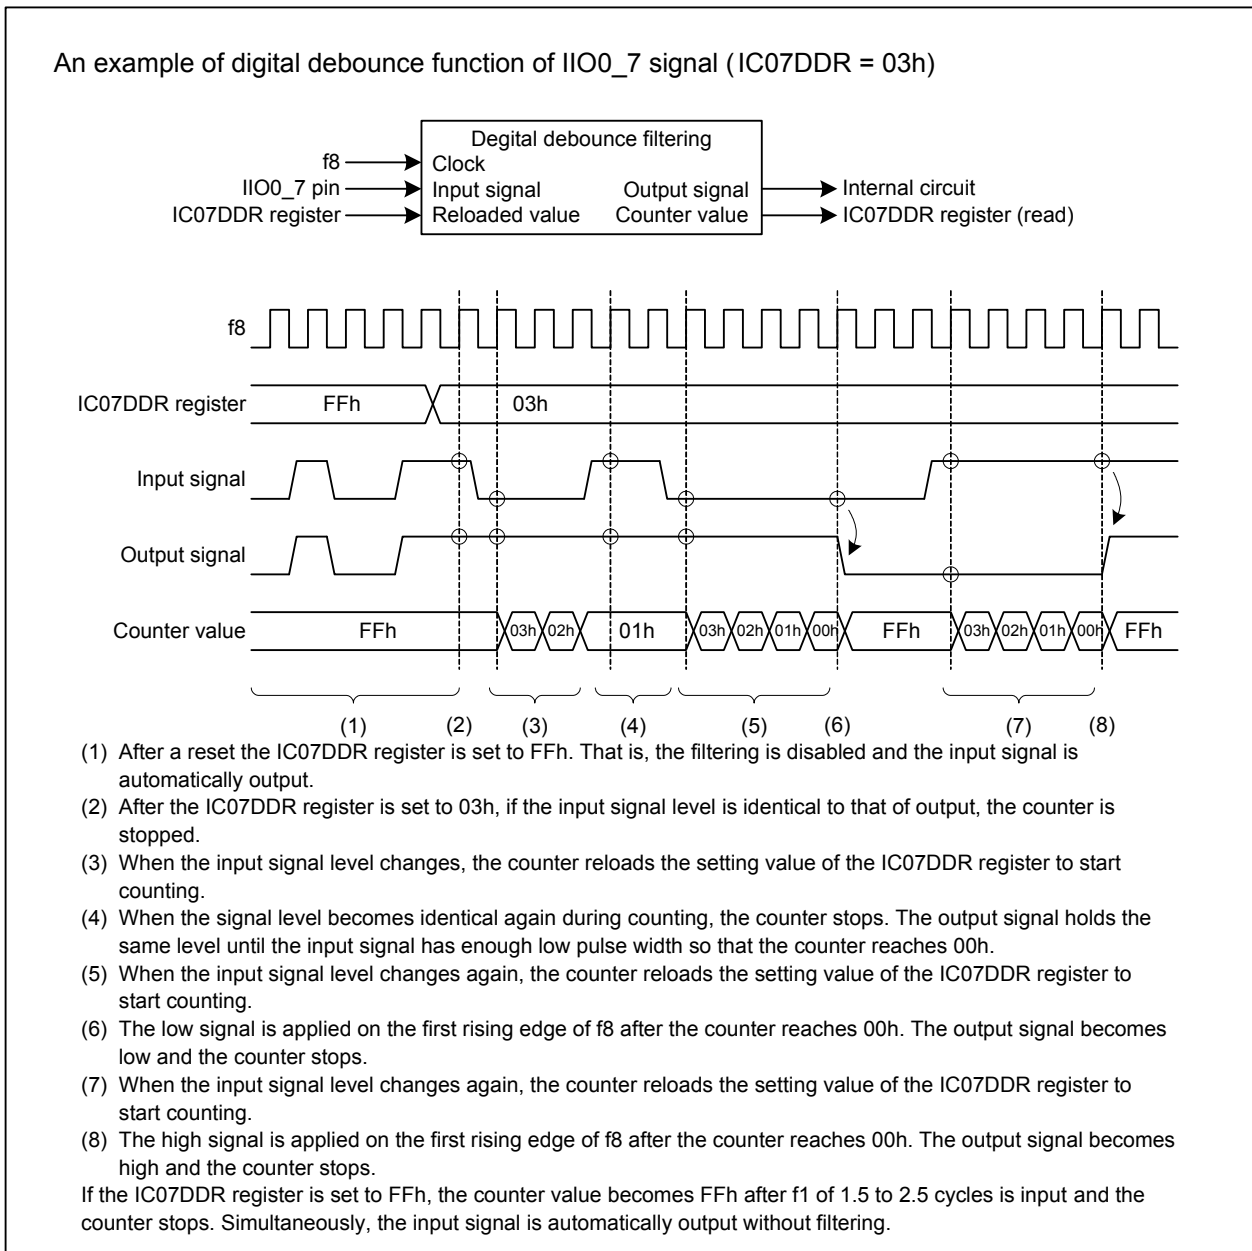 An example of digital debounce function of IIO0_7 signal (IC07DDR = 03h)
Degital debounce filtering
f8
Clock
IIO0_7 pin
Input signal
Output signal
Internal circuit
IC07DDR register
Reloaded value
Counter value
IC07DDR register (read)
f8
IC07DDR register
FFh
03h
Input signal
Output signal
Counter value
FFh
03h
02h
01h
03h
02h
01h
00h
FFh
03h
02h
01h
00h
FFh
(1)
(2)
(3)
(4)
(5)
(6)
(7)
(8)
(1) After a reset the IC07DDR register is set to FFh. That is, the filtering is disabled and the input signal is
automatically output.
(2) After the IC07DDR register is set to 03h, if the input signal level is identical to that of output, the counter is
stopped.
(3) When the input signal level changes, the counter reloads the setting value of the IC07DDR register to start
counting.
(4) When the signal level becomes identical again during counting, the counter stops. The output signal holds the
same level until the input signal has enough low pulse width so that the counter reaches 00h.
(5) When the input signal level changes again, the counter reloads the setting value of the IC07DDR register to
start counting.
(6) The low signal is applied on the first rising edge of f8 after the counter reaches 00h. The output signal becomes
low and the counter stops.
(7) When the input signal level changes again, the counter reloads the setting value of the IC07DDR register to
start counting.
(8) The high signal is applied on the first rising edge of f8 after the counter reaches 00h. The output signal becomes
high and the counter stops.
If the IC07DDR register is set to FFh, the counter value becomes FFh after f1 of 1.5 to 2.5 cycles is input and the
counter stops. Simultaneously, the input signal is automatically output without filtering.